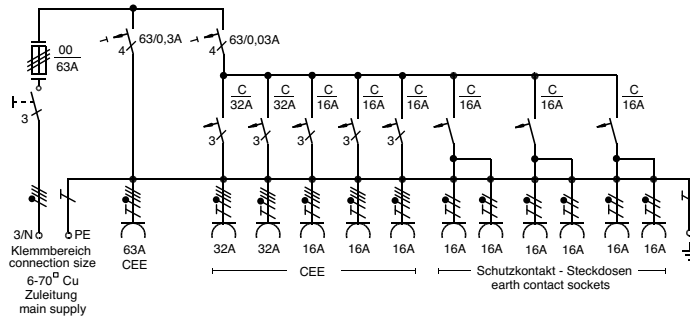 00
63A
3
4
63/0,3A
4
63/0,03A
C
32A
C
32A
C
16A
C
16A
C
16A
C
16A
C
16A
C
16A
3
3
3
3
3
3/N
PE
63A
32A
32A
16A
16A
16A
16A
16A
16A
16A
16A
16A
Klemmbereich
connection size
6-70□ Cu
Zuleitung
main supply
CEE
CEE
Schutzkontakt - Steckdosen
earth contact sockets